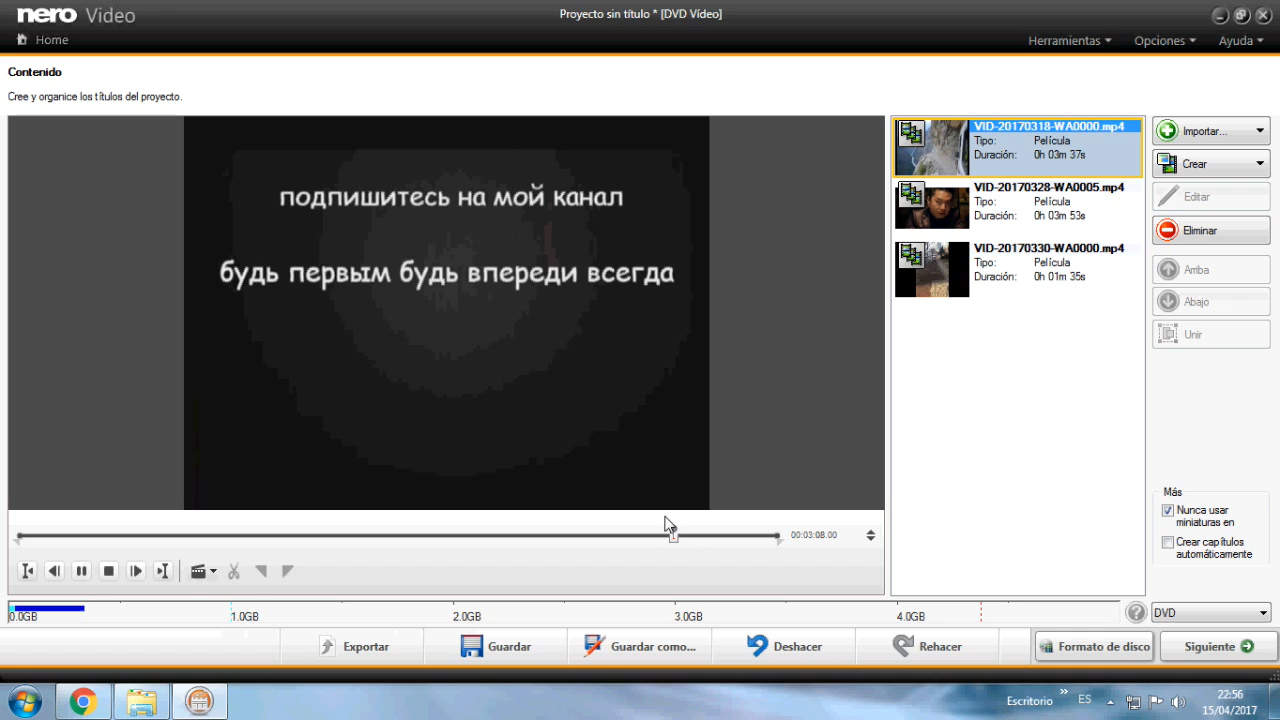 nero Video
Proyecto sin título * [DVD Vídeo]
Home
Herramientas
Opciones
Ayuda
Contenido
Cree y organice los títulos del proyecto.
подпишитесь на мой канал
будь первым будь впереди всегда
00:03:08.00
VID-20170318-WA0000.mp4
Tipo: Película
Duración: 0h 03m 37s
VID-20170328-WA0005.mp4
Tipo: Película
Duración: 0h 03m 53s
VID-20170330-WA0000.mp4
Tipo: Película
Duración: 0h 01m 35s
Importar...
Crear
Editar
Eliminar
Arriba
Abajo
Unir
Más
Nunca usar
miniaturas en
Crear capítulos
automáticamente
0.0GB
1.0GB
2.0GB
3.0GB
4.0GB
DVD
Exportar
Guardar
Guardar como...
Deshacer
Rehacer
Formato de disco
Siguiente
Escritorio
ES
22:56
15/04/2017